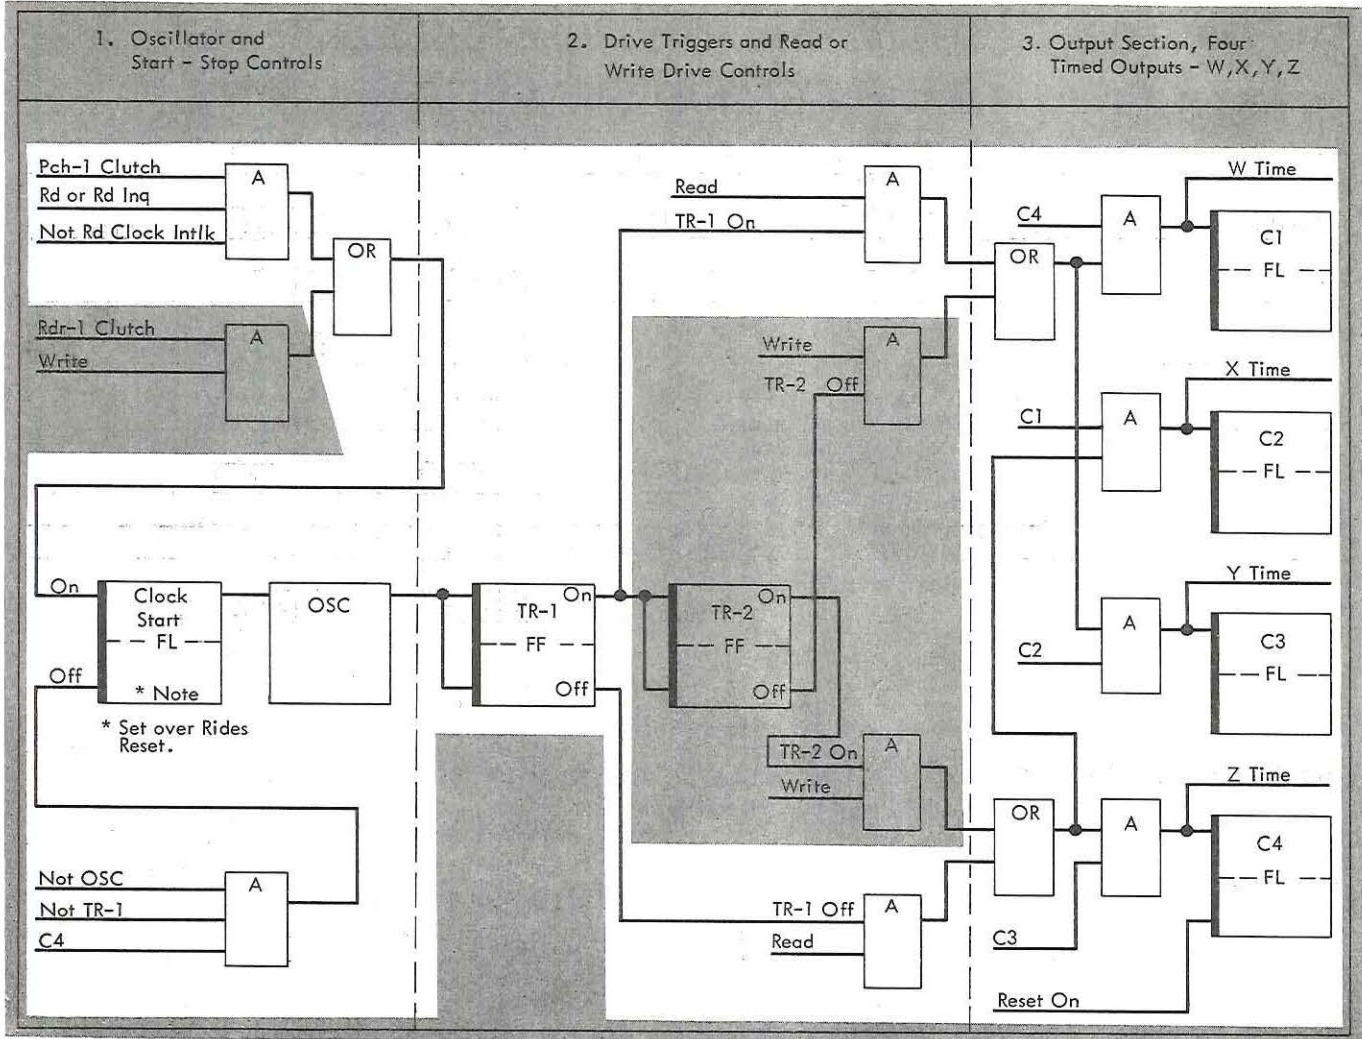 1. Oscillator and
Start - Stop Controls
2. Drive Triggers and Read or
Write Drive Controls
3. Output Section, Four
Timed Outputs - W,X,Y,Z
Pch-1 Clutch
Rd or Rd Inq
Not Rd Clock Intlk
A
OR
Rdr-1 Clutch
Write
A
On
Off
Clock
Start
FL
* Note
* Set over Rides
Reset.
OSC
Not OSC
Not TR-1
C4
A
Read
TR-1 On
A
Write
TR-2 Off
A
TR-1
FF
On
Off
TR-2
FF
On
Off
TR-2 On
Write
A
TR-1 Off
Read
A
OR
OR
C4
A
W Time
C1
FL
C1
A
X Time
C2
FL
C2
A
Y Time
C3
FL
C3
A
Z Time
C4
FL
Reset On